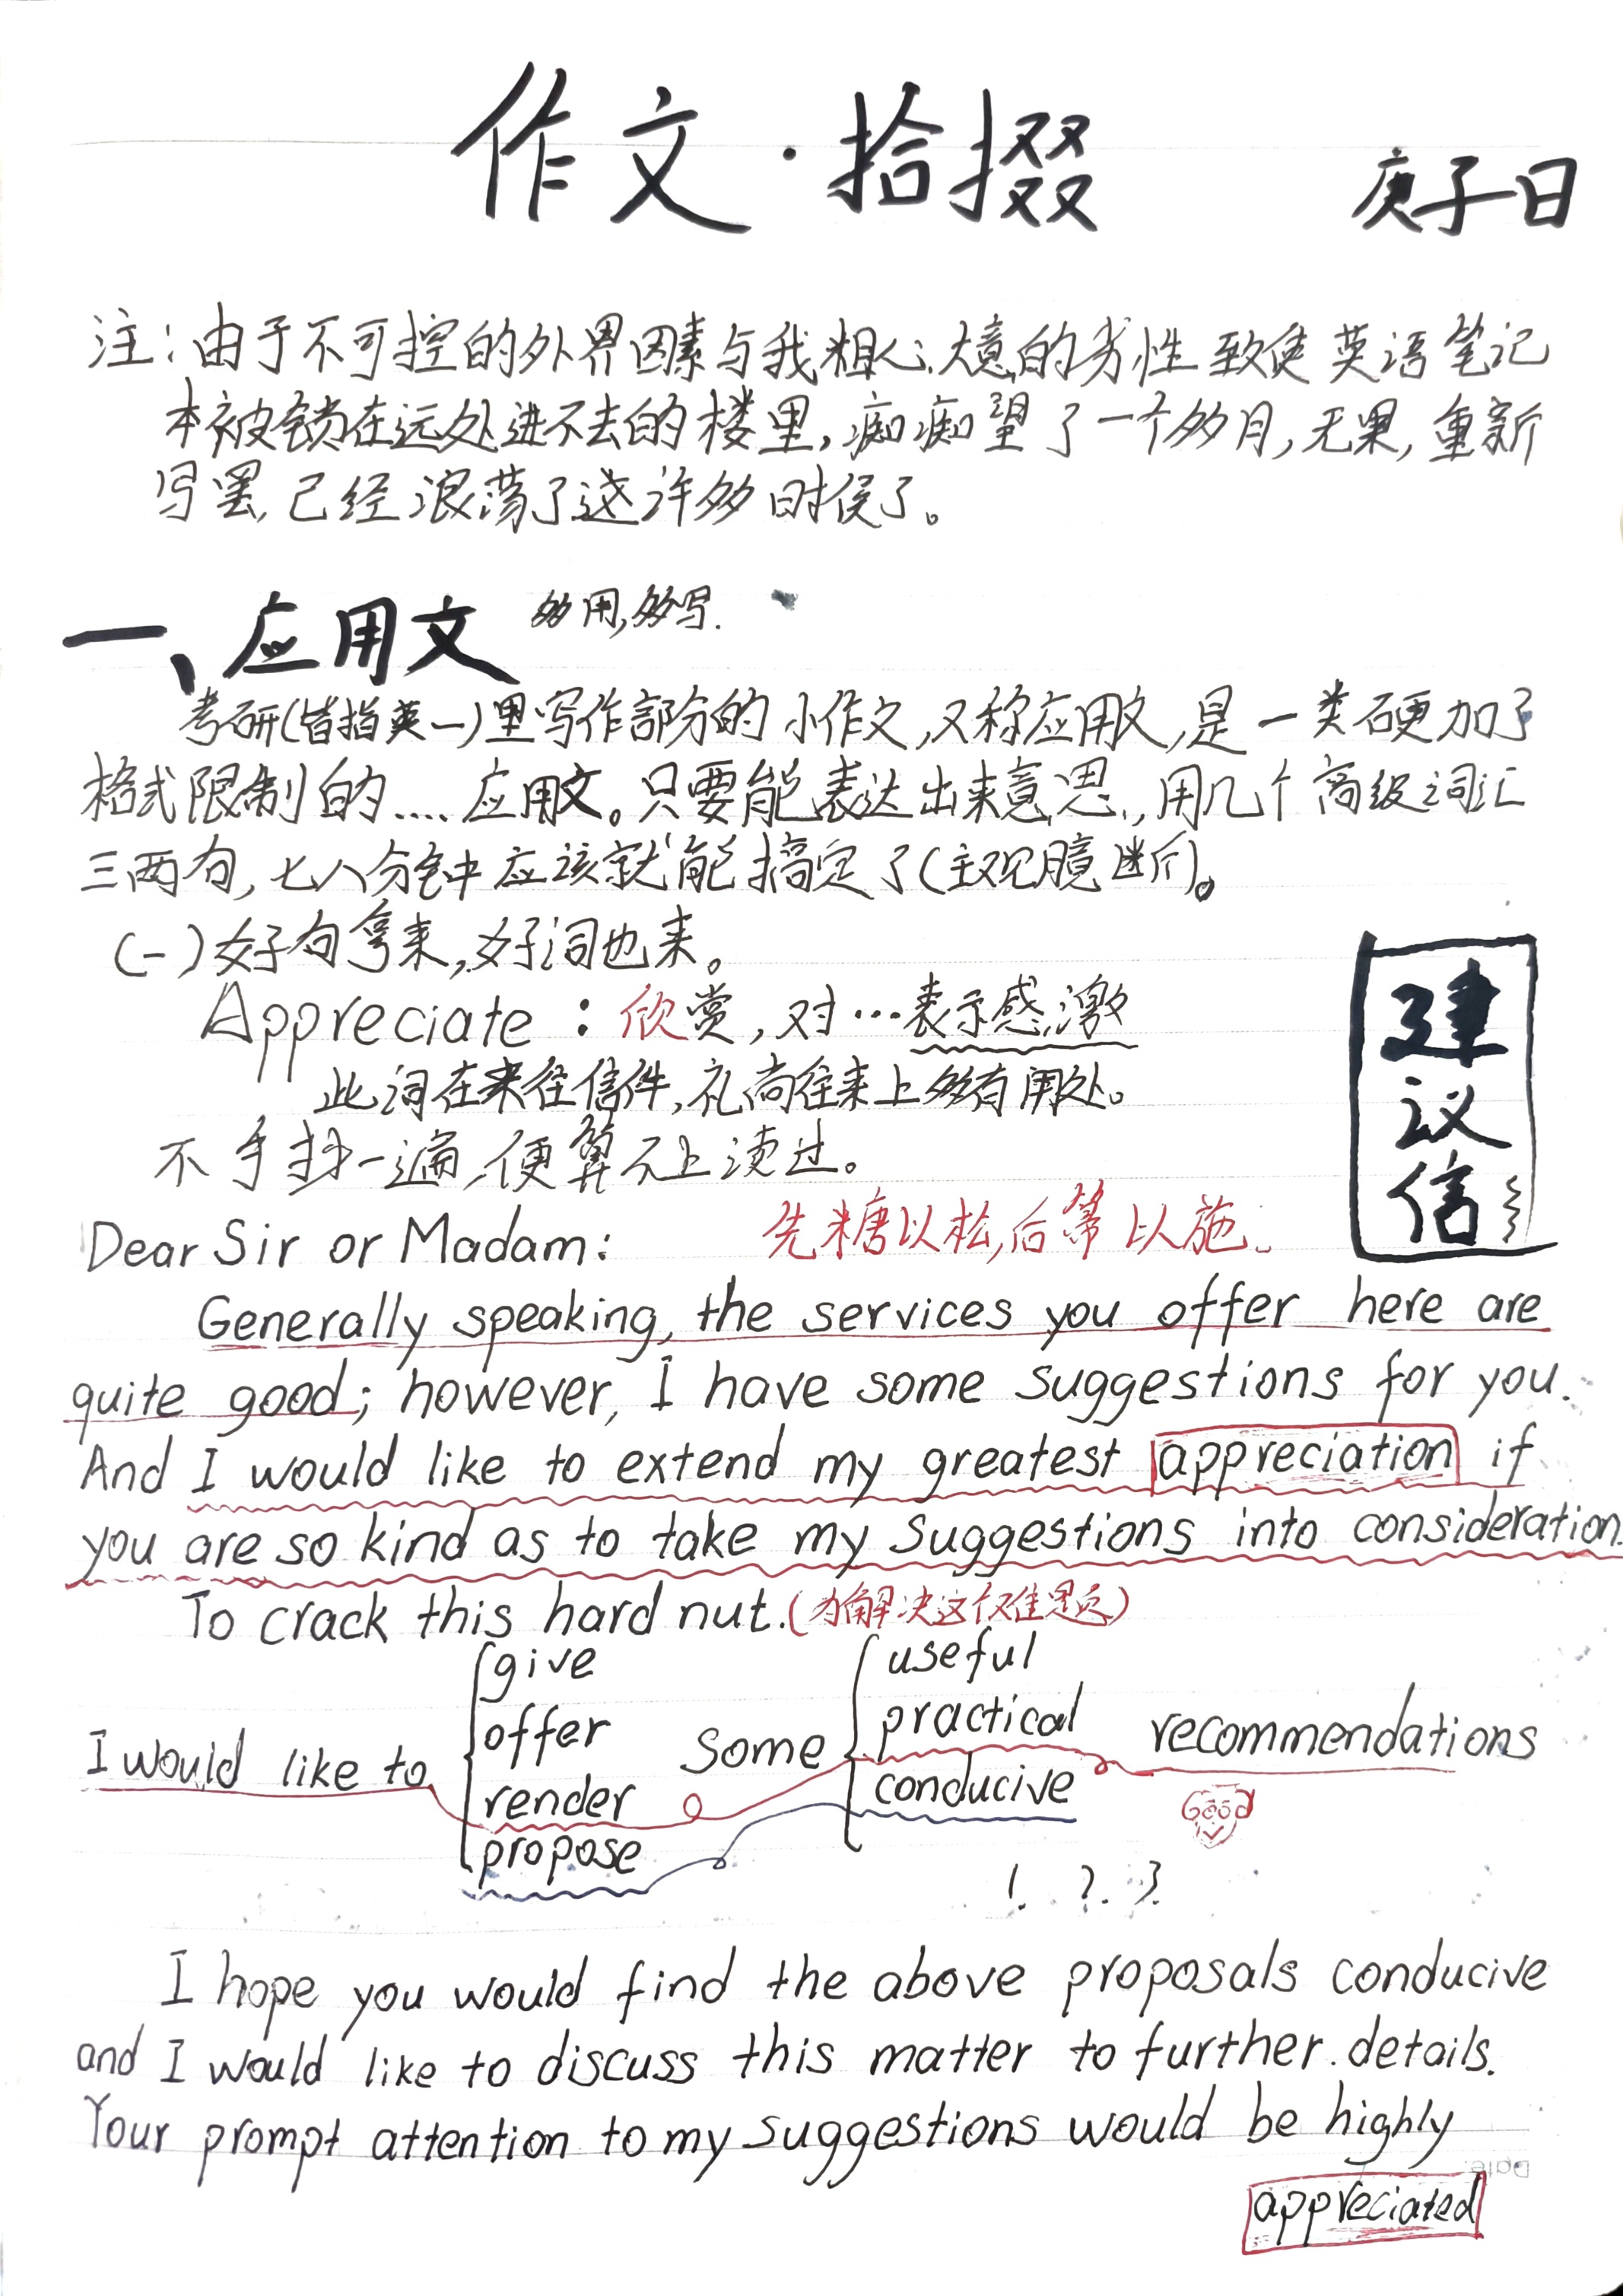 作文·拾掇
庚子日
注：由于不可控的外界因素与我粗心大意的劣性致使英语笔记
本被锁在远处进不去的楼里，痴痴望了一个多月，无果，重新
写罢，已经浪荡了这许多时候了。
一、应用文 多用，多写.
考研(皆指英一)里写作部分的小作文，又称应用文，是一类硬加了
格式限制的....应用文。只要能表达出来意思，用几个高级词汇
三两句，七八分钟应该就能搞定了(主观臆断)。
(一)好句拿来，好词也来。
Appreciate：欣赏，对…表示感激
此词在来往信件，礼尚往来上多有用处。
不手抄一遍，便算不上读过。
建议信
Dear Sir or Madam: 先糖以松，后箒以施.
Generally speaking, the services you offer here are
quite good; however, I have some suggestions for you.
And I would like to extend my greatest appreciation if
you are so kind as to take my suggestions into consideration.
To crack this hard nut.(为解决这个难题)
I would like to
give
offer
render
propose
some
useful
practical
conducive
recommendations
Good
1. 2. 3.
I hope you would find the above proposals conducive
and I would like to discuss this matter to further.details.
Your prompt attention to my suggestions would be highly
appreciated